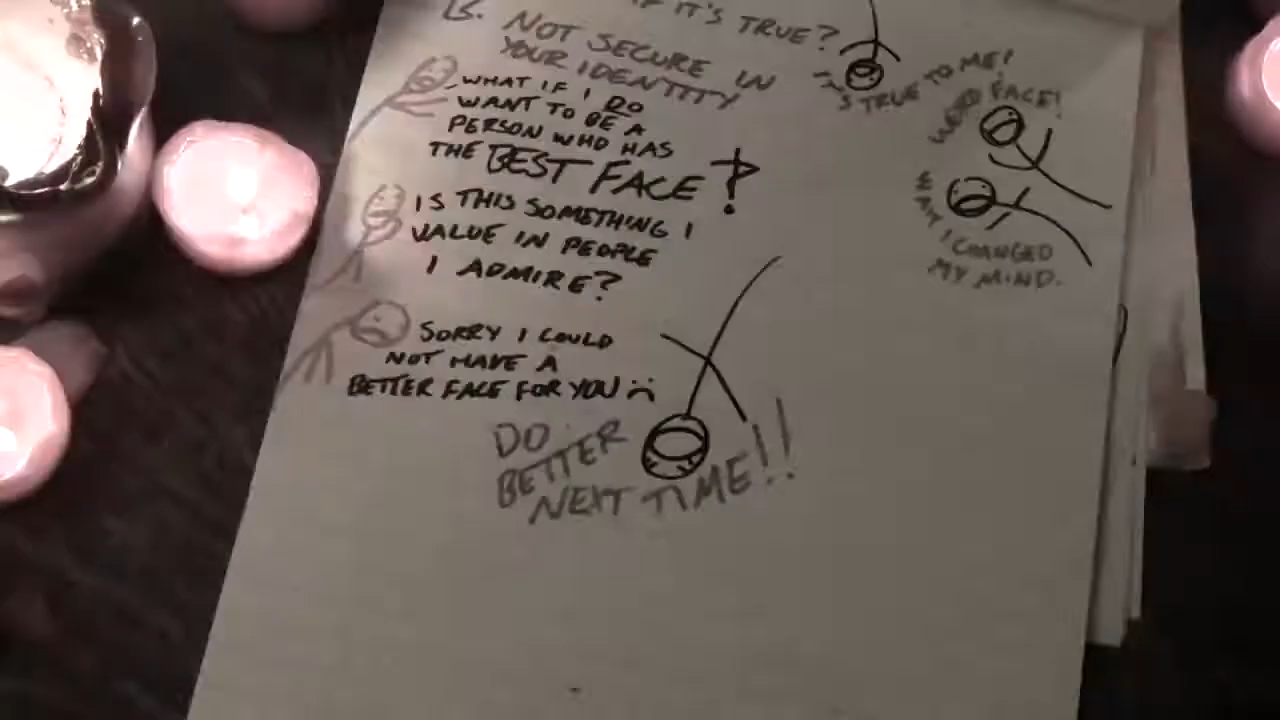 IF IT'S TRUE?
B. NOT SECURE IN
YOUR IDENTITY
WHAT IF I DO
WANT TO BE A
PERSON WHO HAS
THE BEST FACE?
IS THIS SOMETHING I
VALUE IN PEOPLE
I ADMIRE?
SORRY I COULD
NOT HAVE A
BETTER FACE FOR YOU :(
DO
BETTER
NEXT TIME!!
TRUE TO ME!
FACE!
I CHANGED
MY MIND.